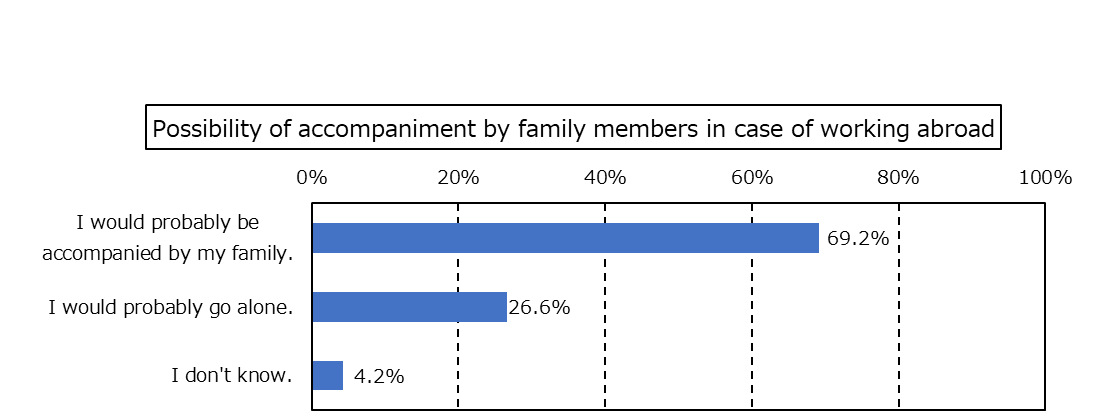 Possibility of accompaniment by family members in case of working abroad
0% 20% 40% 60% 80% 100%
I would probably be
accompanied by my family.
69.2%
I would probably go alone.
26.6%
I don't know.
4.2%